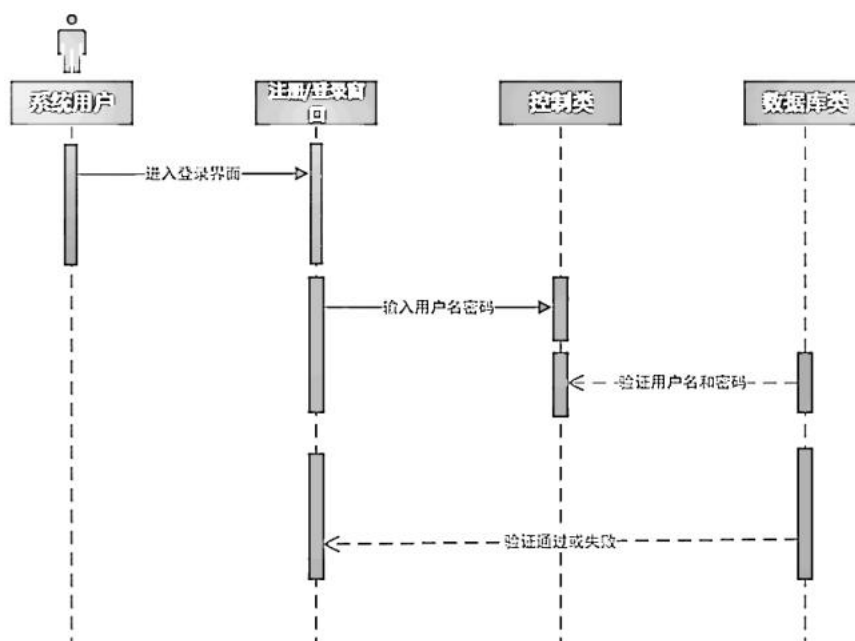 系统用户
注册/登录窗
口
控制类
数据库类
进入登录界面
输入用户名密码
验证用户名和密码
验证通过或失败